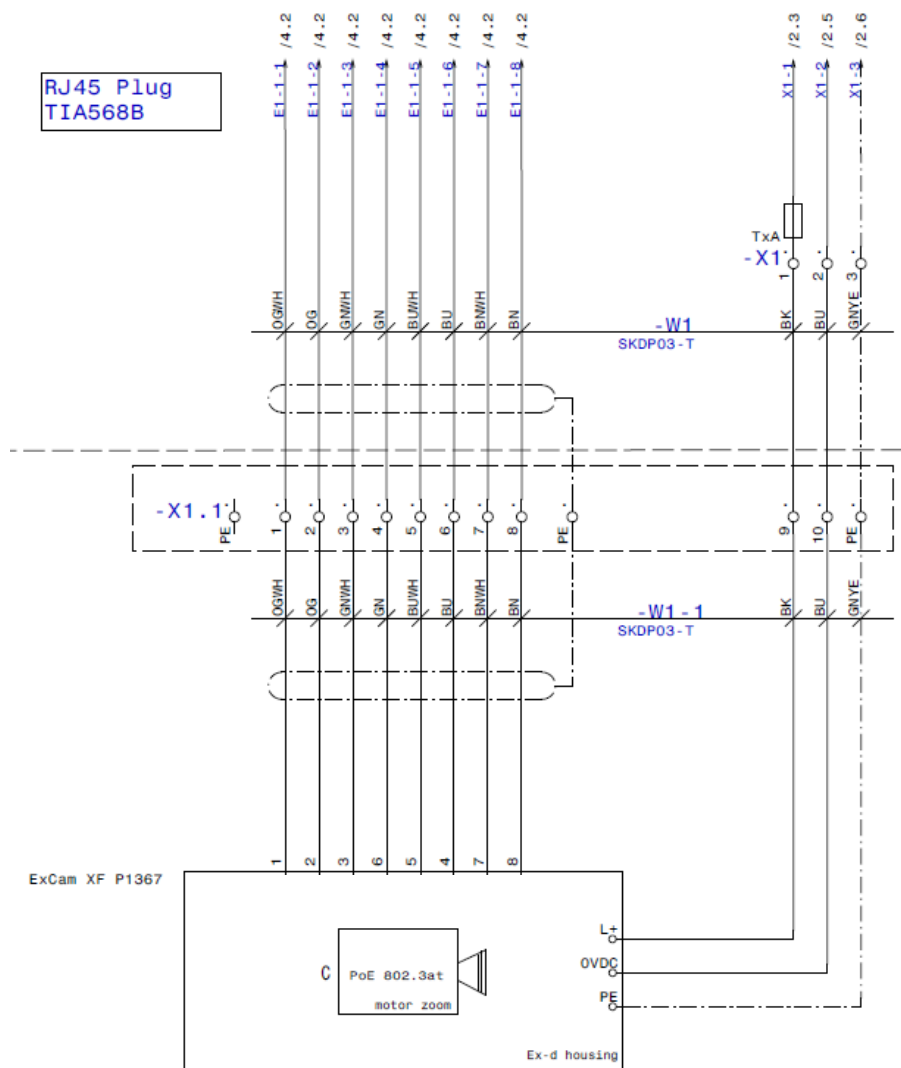 /4.2 /4.2 /4.2 /4.2 /4.2 /4.2 /4.2 /4.2 /2.3 /2.5 /2.6
E1-1-1 E1-1-2 E1-1-3 E1-1-4 E1-1-5 E1-1-6 E1-1-7 E1-1-8 X1-1 X1-2 X1-3
RJ45 Plug
TIA568B
TxA
-X1
1 2 3
OGWH OG GNWH GN BUWH BU BNWH BN -W1 BK BU GNYE
SKDP03-T
-X1.1 PE 1 2 3 4 5 6 7 8 PE 9 10 PE
OGWH OG GNWH GN BUWH BU BNWH BN -W1-1 BK BU GNYE
SKDP03-T
1 2 3 6 5 4 7 8
ExCam XF P1367
L+
C PoE 802.3at
0VDC
motor zoom
PE
Ex-d housing